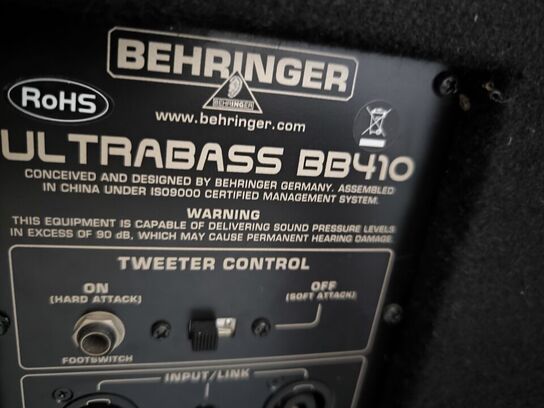 BEHRINGER
RoHS
BEHRINGER
www.behringer.com
ULTRABASS BB410
CONCEIVED AND DESIGNED BY BEHRINGER GERMANY. ASSEMBLED
IN CHINA UNDER ISO9000 CERTIFIED MANAGEMENT SYSTEM.
WARNING
THIS EQUIPMENT IS CAPABLE OF DELIVERING SOUND PRESSURE LEVELS
IN EXCESS OF 90 dB, WHICH MAY CAUSE PERMANENT HEARING DAMAGE.
TWEETER CONTROL
ON
(HARD ATTACK)
OFF
(SOFT ATTACK)
FOOTSWITCH
INPUT/LINK